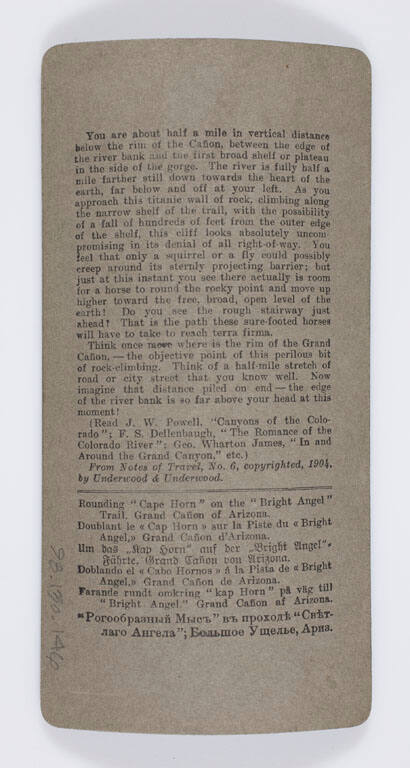 You are about half a mile in vertical distance
below the rim of the Cañon, between the edge of
the river bank and the first broad shelf or plateau
in the side of the gorge. The river is fully half a
mile farther still down towards the heart of the
earth, far below and off at your left. As you
approach this titanic wall of rock, climbing along
the narrow shelf of the trail, with the possibility
of a fall of hundreds of feet from the outer edge
of the shelf, this cliff looks absolutely uncom-
promising in its denial of all right-of-way. You
feel that only a squirrel or a fly could possibly
creep around its sternly projecting barrier; but
just at this instant you see there actually is room
for a horse to round the rocky point and move up
higher toward the free, broad, open level of the
earth! Do you see the rough stairway just
ahead? That is the path these sure-footed horses
will have to take to reach terra firma.
Think once more where is the rim of the Grand
Cañon, — the objective point of this perilous bit
of rock-climbing. Think of a half-mile stretch of
road or city street that you know well. Now
imagine that distance piled on end — the edge
of the river bank is so far above your head at this
moment!
(Read J. W. Powell, "Canyons of the Colo-
rado"; F. S. Dellenbaugh, "The Romance of the
Colorado River"; Geo. Wharton James, "In and
Around the Grand Canyon," etc.)
From Notes of Travel, No. 6, copyrighted, 1904,
by Underwood & Underwood.
Rounding "Cape Horn" on the "Bright Angel"
Trail, Grand Cañon of Arizona.
Doublant le « Cap Horn » sur la Piste du « Bright
Angel,» Grand Cañon d'Arizona.
Um das „Kap Horn" auf der „Bright Angel"-
Fährte, Grand Cañon von Arizona.
Doblando el « Cabo Hornos » á la Pista de « Bright
Angel,» Grand Cañon de Arizona.
Farande rundt omkring "kap Horn" på väg till
"Bright Angel" Grand Cañon af Arizona.
"Рогообразный Мысъ" въ проходѣ "Свѣт-
лаго Ангела"; Большое Ущелье, Ариз.